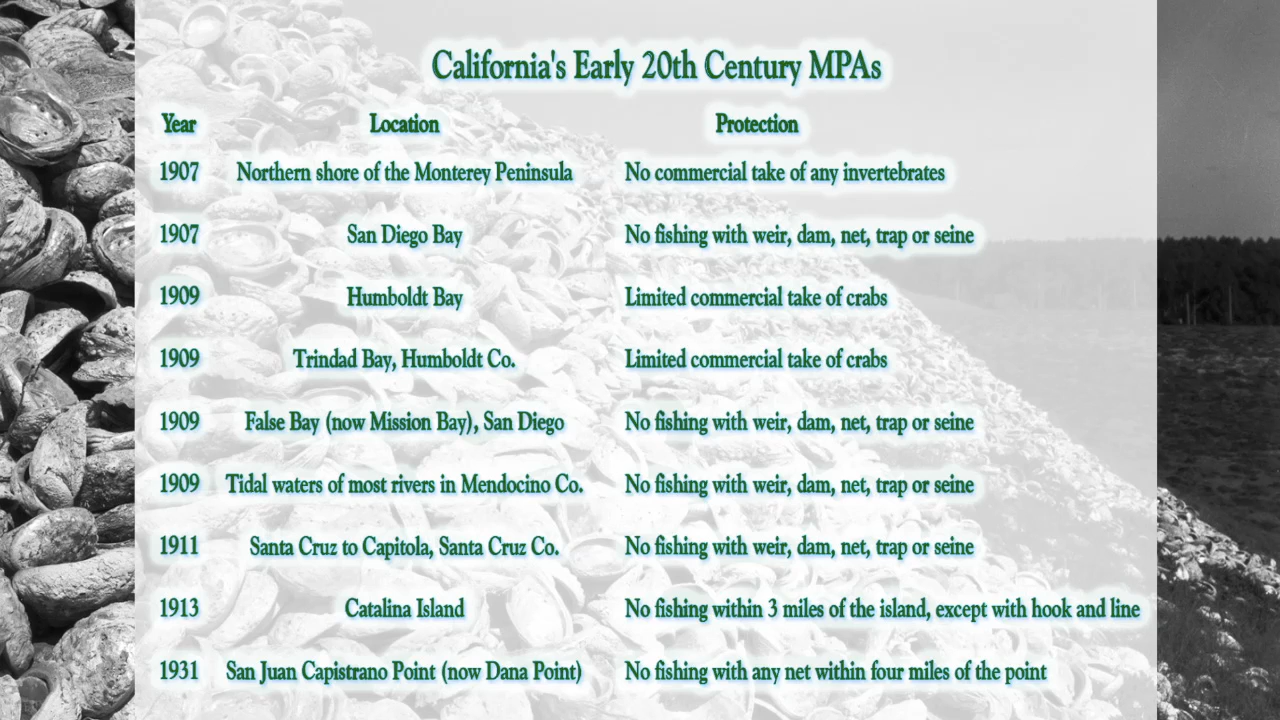 California's Early 20th Century MPAs
Year Location Protection
1907 Northern shore of the Monterey Peninsula No commercial take of any invertebrates
1907 San Diego Bay No fishing with weir, dam, net, trap or seine
1909 Humboldt Bay Limited commercial take of crabs
1909 Trindad Bay, Humboldt Co. Limited commercial take of crabs
1909 False Bay (now Mission Bay), San Diego No fishing with weir, dam, net, trap or seine
1909 Tidal waters of most rivers in Mendocino Co. No fishing with weir, dam, net, trap or seine
1911 Santa Cruz to Capitola, Santa Cruz Co. No fishing with weir, dam, net, trap or seine
1913 Catalina Island No fishing within 3 miles of the island, except with hook and line
1931 San Juan Capistrano Point (now Dana Point) No fishing with any net within four miles of the point